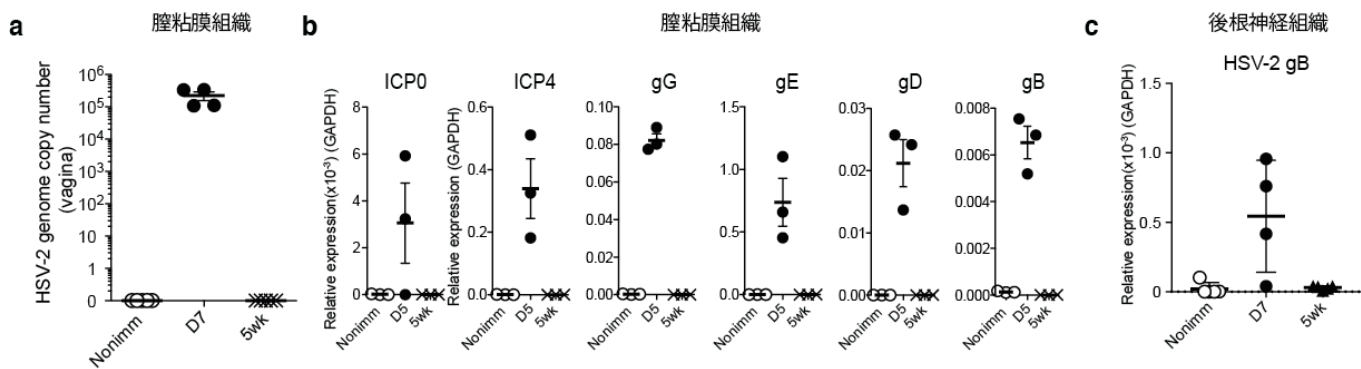 a
膣粘膜組織
HSV-2 genome copy number
(vagina)
10⁶
10⁵
10⁴
10³
10²
10¹
1
0
Nonimm
D7
5wk
b
膣粘膜組織
ICP0
Relative expression(x10⁻³) (GAPDH)
8
6
4
2
0
Nonimm
D5
5wk
ICP4
Relative expression (GAPDH)
0.6
0.4
0.2
0.0
Nonimm
D5
5wk
gG
0.10
0.08
0.06
0.04
0.02
0.00
Nonimm
D5
5wk
gE
1.5
1.0
0.5
0.0
Nonimm
D5
5wk
gD
0.03
0.02
0.01
0.00
Nonimm
D5
5wk
gB
0.008
0.006
0.004
0.002
0.000
Nonimm
D5
5wk
c
後根神経組織
HSV-2 gB
Relative expression(x10⁻³) (GAPDH)
1.5
1.0
0.5
0
Nonimm
D7
5wk